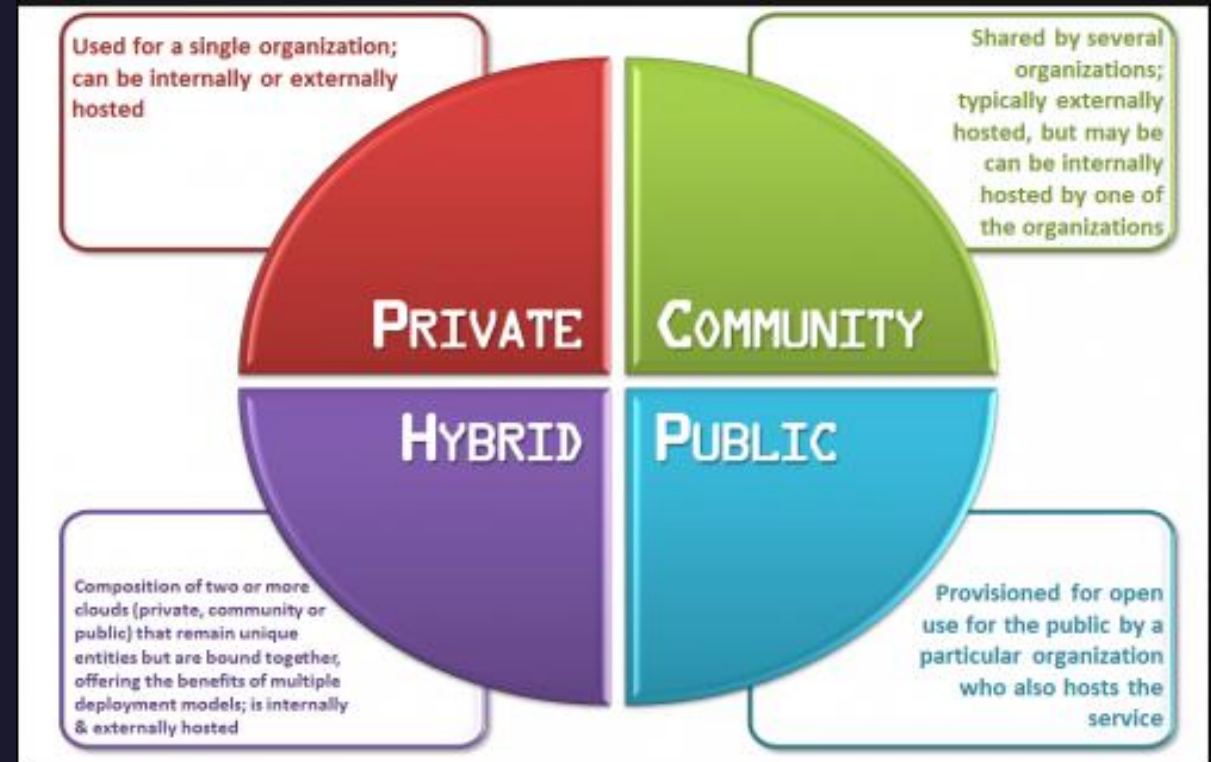 Used for a single organization;
can be internally or externally
hosted
Shared by several
organizations;
typically externally
hosted, but may be
can be internally
hosted by one of
the organizations
PRIVATE
COMMUNITY
HYBRID
PUBLIC
Composition of two or more
clouds (private, community or
public) that remain unique
entities but are bound together,
offering the benefits of multiple
deployment models; is internally
& externally hosted
Provisioned for open
use for the public by a
particular organization
who also hosts the
service